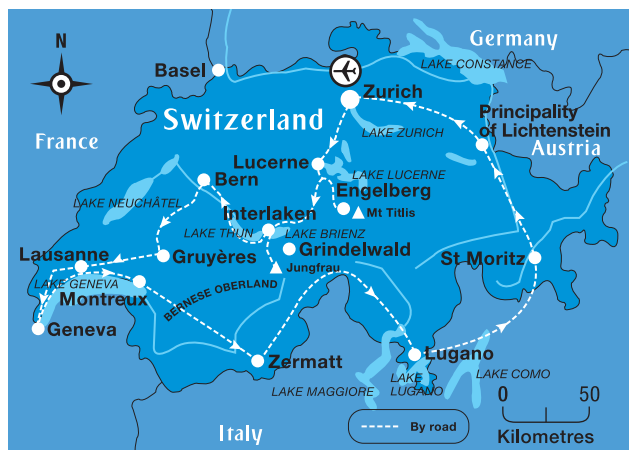 N
Germany
Basel
LAKE CONSTANCE
Zurich
France
Switzerland
Principality
of Lichtenstein
LAKE ZURICH
Austria
Lucerne
LAKE LUCERNE
Bern
Engelberg
Mt Titlis
LAKE NEUCHÂTEL
Interlaken
LAKE THUN
LAKE BRIENZ
Grindelwald
Lausanne
Gruyères
Jungfrau
St Moritz
LAKE GENEVA
Montreux
BERNESE OBERLAND
Geneva
Zermatt
Lugano
LAKE MAGGIORE
LAKE
LUGANO
LAKE COMO
0
50
Kilometres
Italy
By road